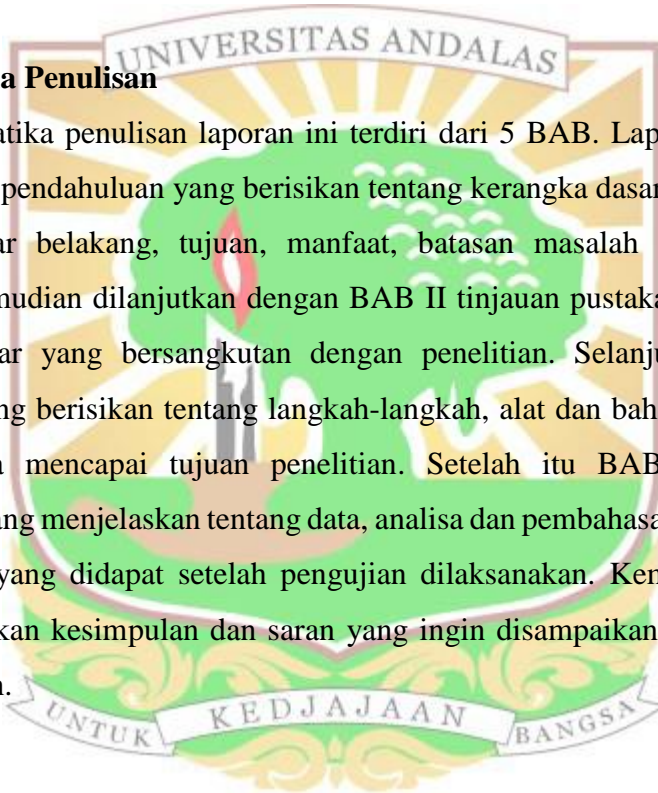 UNIVERSITAS ANDALAS
a Penulisan
atika penulisan laporan ini terdiri dari 5 BAB. Lap
pendahuluan yang berisikan tentang kerangka dasar
ar belakang, tujuan, manfaat, batasan masalah
mudian dilanjutkan dengan BAB II tinjauan pustaka
ar yang bersangkutan dengan penelitian. Selanju
ng berisikan tentang langkah-langkah, alat dan bah
a mencapai tujuan penelitian. Setelah itu BAB
ang menjelaskan tentang data, analisa dan pembahasa
yang didapat setelah pengujian dilaksanakan. Ken
kan kesimpulan dan saran yang ingin disampaikan
n.
UNTUK KEDJAJAAN BANGSA